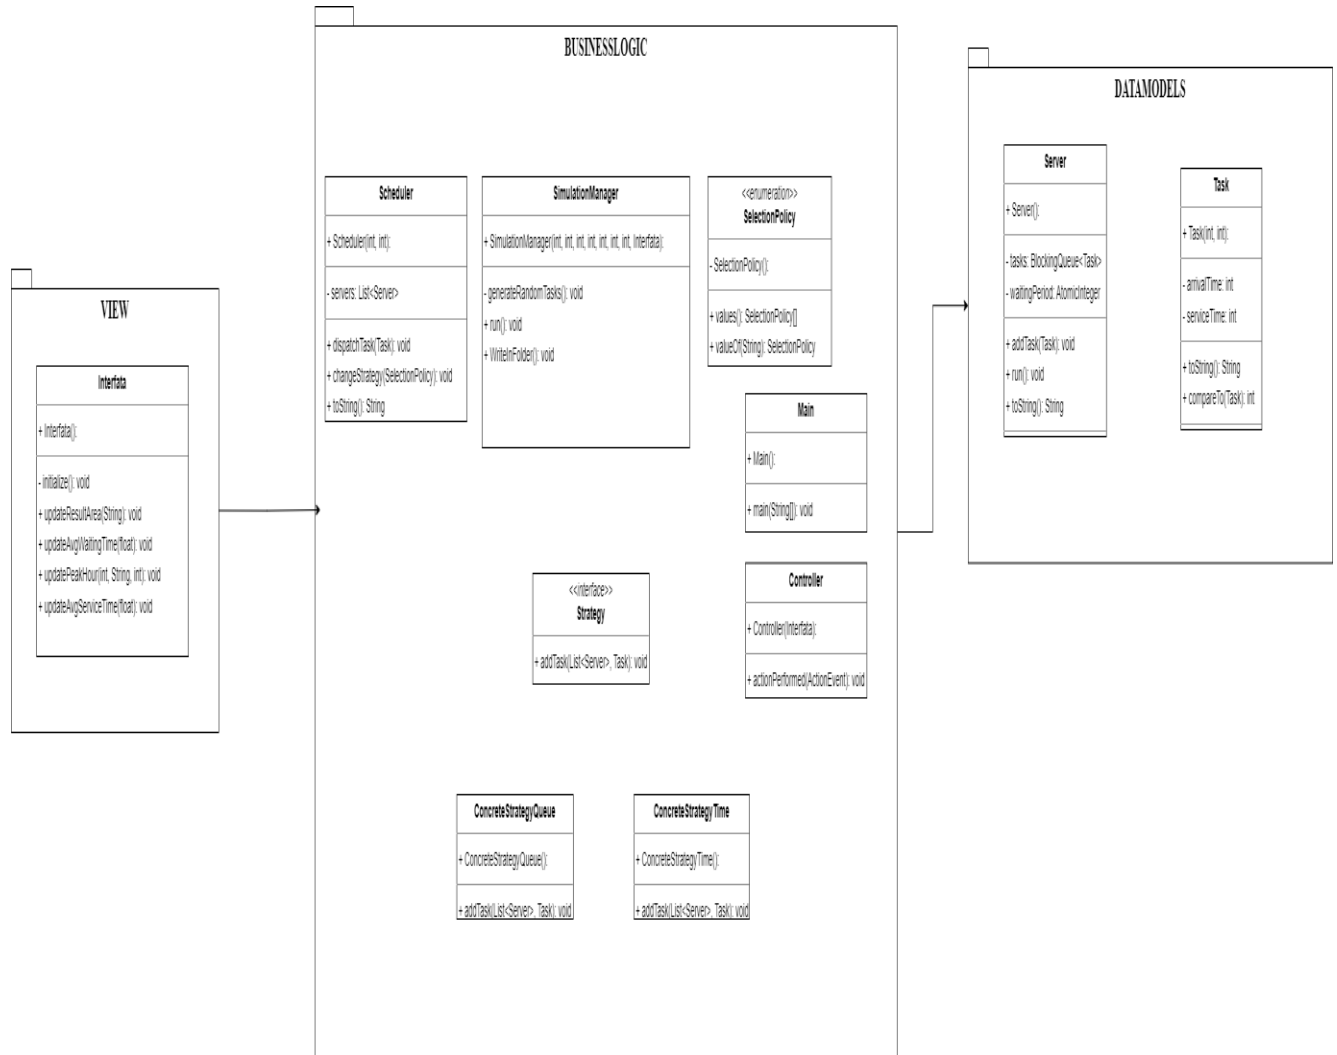 VIEW
Interfata
+ Interfata():
- initialize(): void
+ updateResultArea(String): void
+ updateAvgWaitingTime(float): void
+ updatePeakHour(int, String, int): void
+ updateAvgServiceTime(float): void
BUSINESSLOGIC
Scheduler
+ Scheduler(int, int):
- servers: List<Server>
+ dispatchTask(Task): void
+ changeStrategy(SelectionPolicy): void
+ toString(): String
SimulationManager
+ SimulationManager(int, int, int, int, int, int, int, Interfata):
- generateRandomTasks(): void
+ run(): void
+ WriteInFolder(): void
<<enumeration>>
SelectionPolicy
- SelectionPolicy():
+ values(): SelectionPolicy[]
+ valueOf(String): SelectionPolicy
Main
+ Main():
+ main(String[]): void
<<interface>>
Strategy
+ addTask(List<Server>, Task): void
Controller
+ Controller(Interfata):
+ actionPerformed(ActionEvent): void
ConcreteStrategyQueue
+ ConcreteStrategyQueue():
+ addTask(List<Server>, Task): void
ConcreteStrategyTime
+ ConcreteStrategyTime():
+ addTask(List<Server>, Task): void
DATAMODELS
Server
+ Server():
- tasks: BlockingQueue<Task>
- waitingPeriod: AtomicInteger
+ addTask(Task): void
+ run(): void
+ toString(): String
Task
+ Task(int, int):
- arrivalTime: int
- serviceTime: int
+ toString(): String
+ compareTo(Task): int